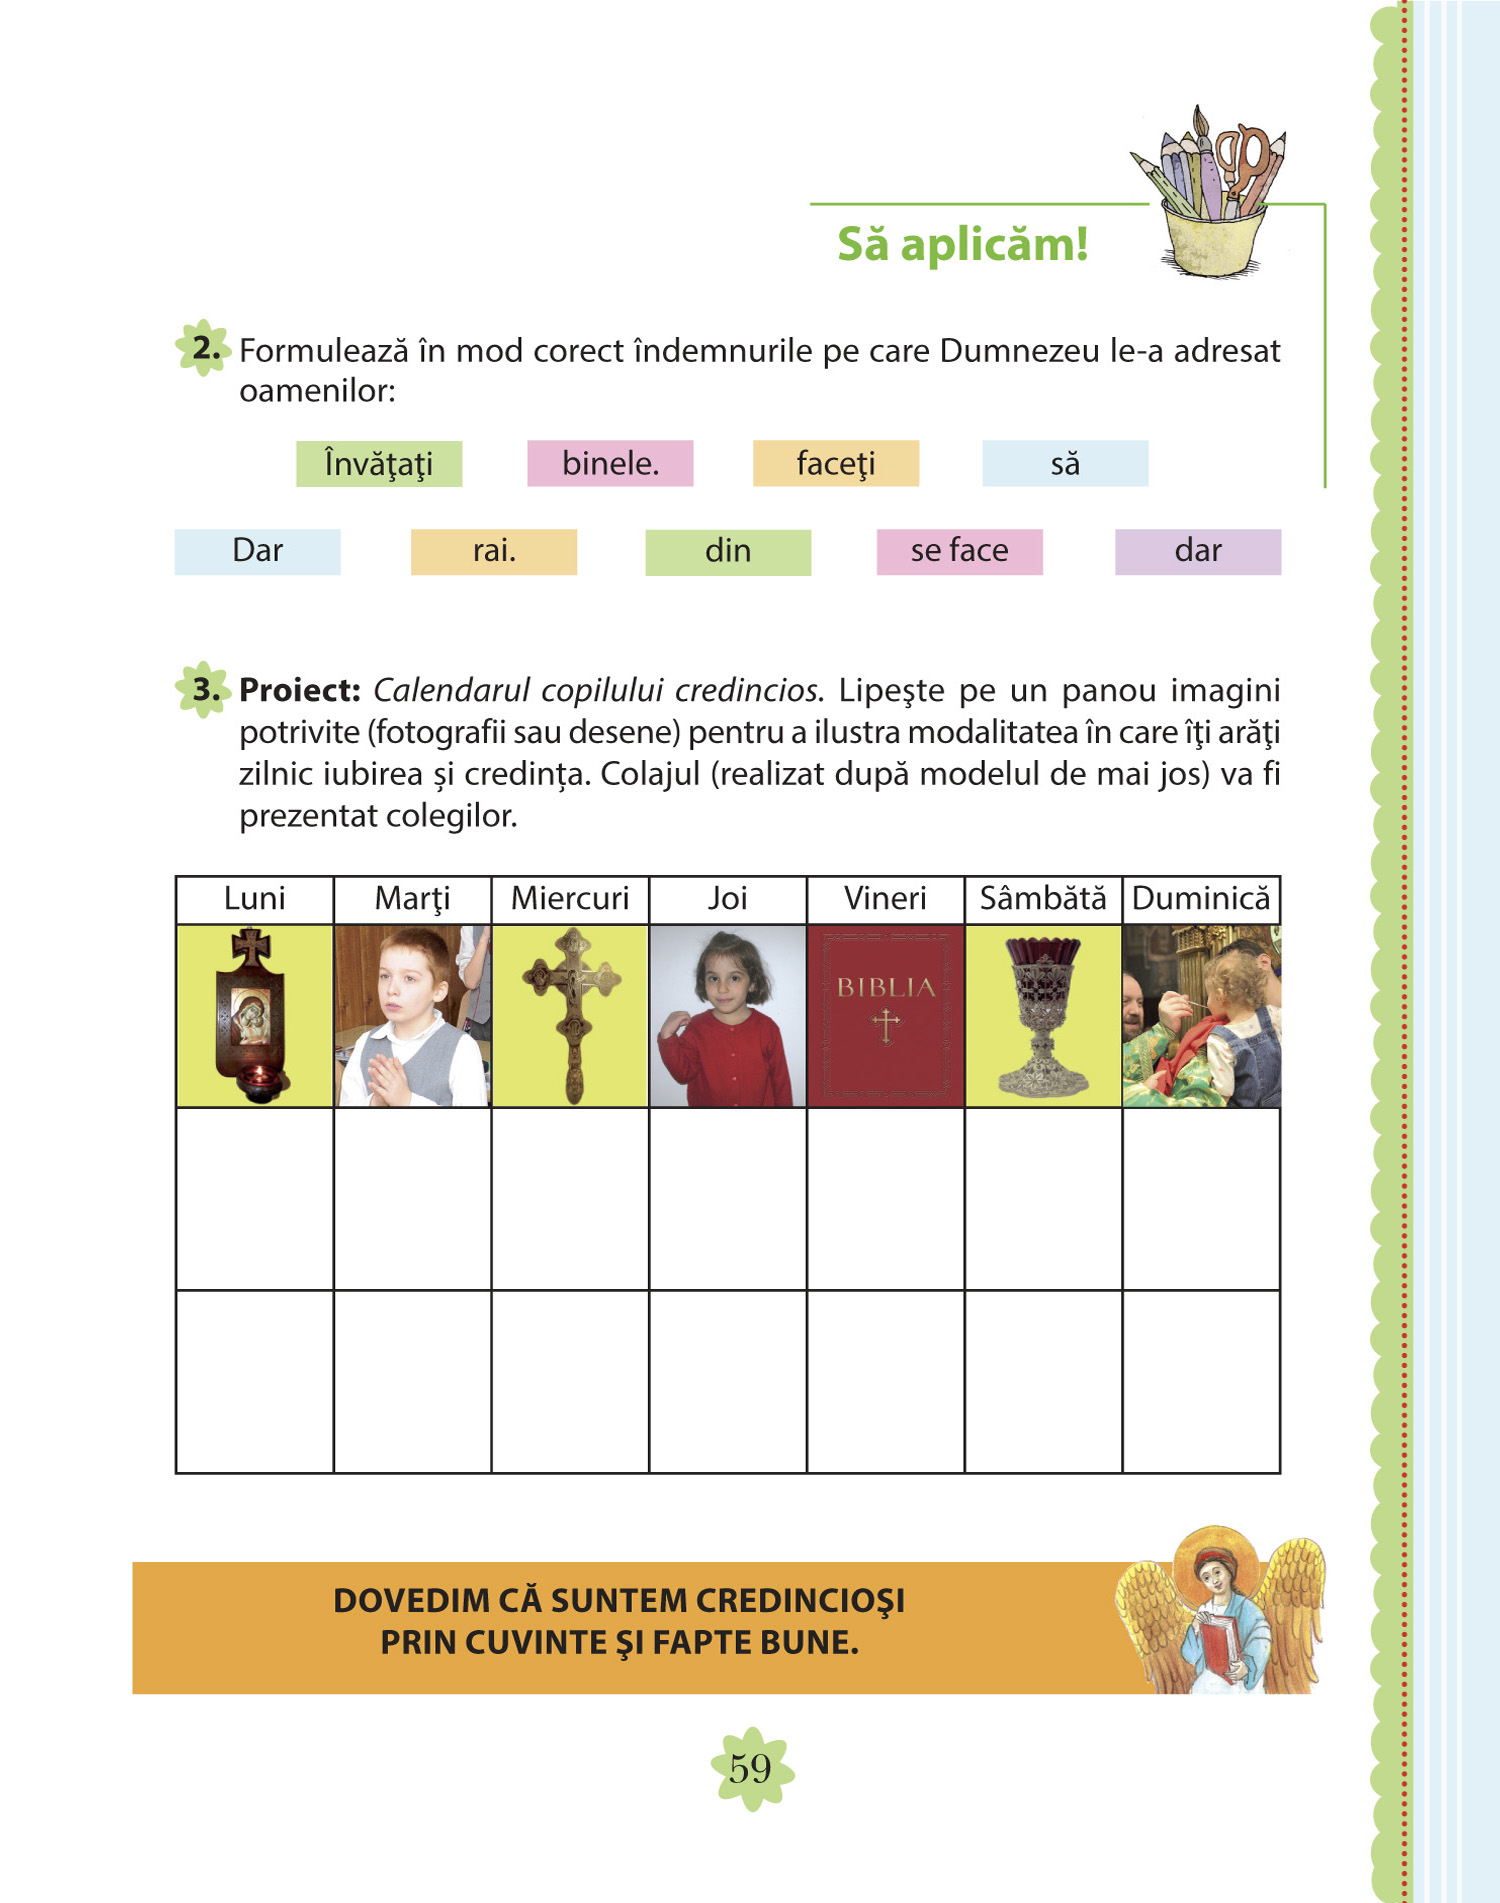 Să aplicăm!
2. Formulează în mod corect îndemnurile pe care Dumnezeu le-a adresat
oamenilor:
Învăţaţi binele. faceţi să
Dar rai. din se face dar
3. Proiect: Calendarul copilului credincios. Lipeşte pe un panou imagini
potrivite (fotografii sau desene) pentru a ilustra modalitatea în care îţi arăţi
zilnic iubirea și credința. Colajul (realizat după modelul de mai jos) va fi
prezentat colegilor.
Luni Marţi Miercuri Joi Vineri Sâmbătă Duminică
BIBLIA
DOVEDIM CĂ SUNTEM CREDINCIOŞI
PRIN CUVINTE ŞI FAPTE BUNE.
59